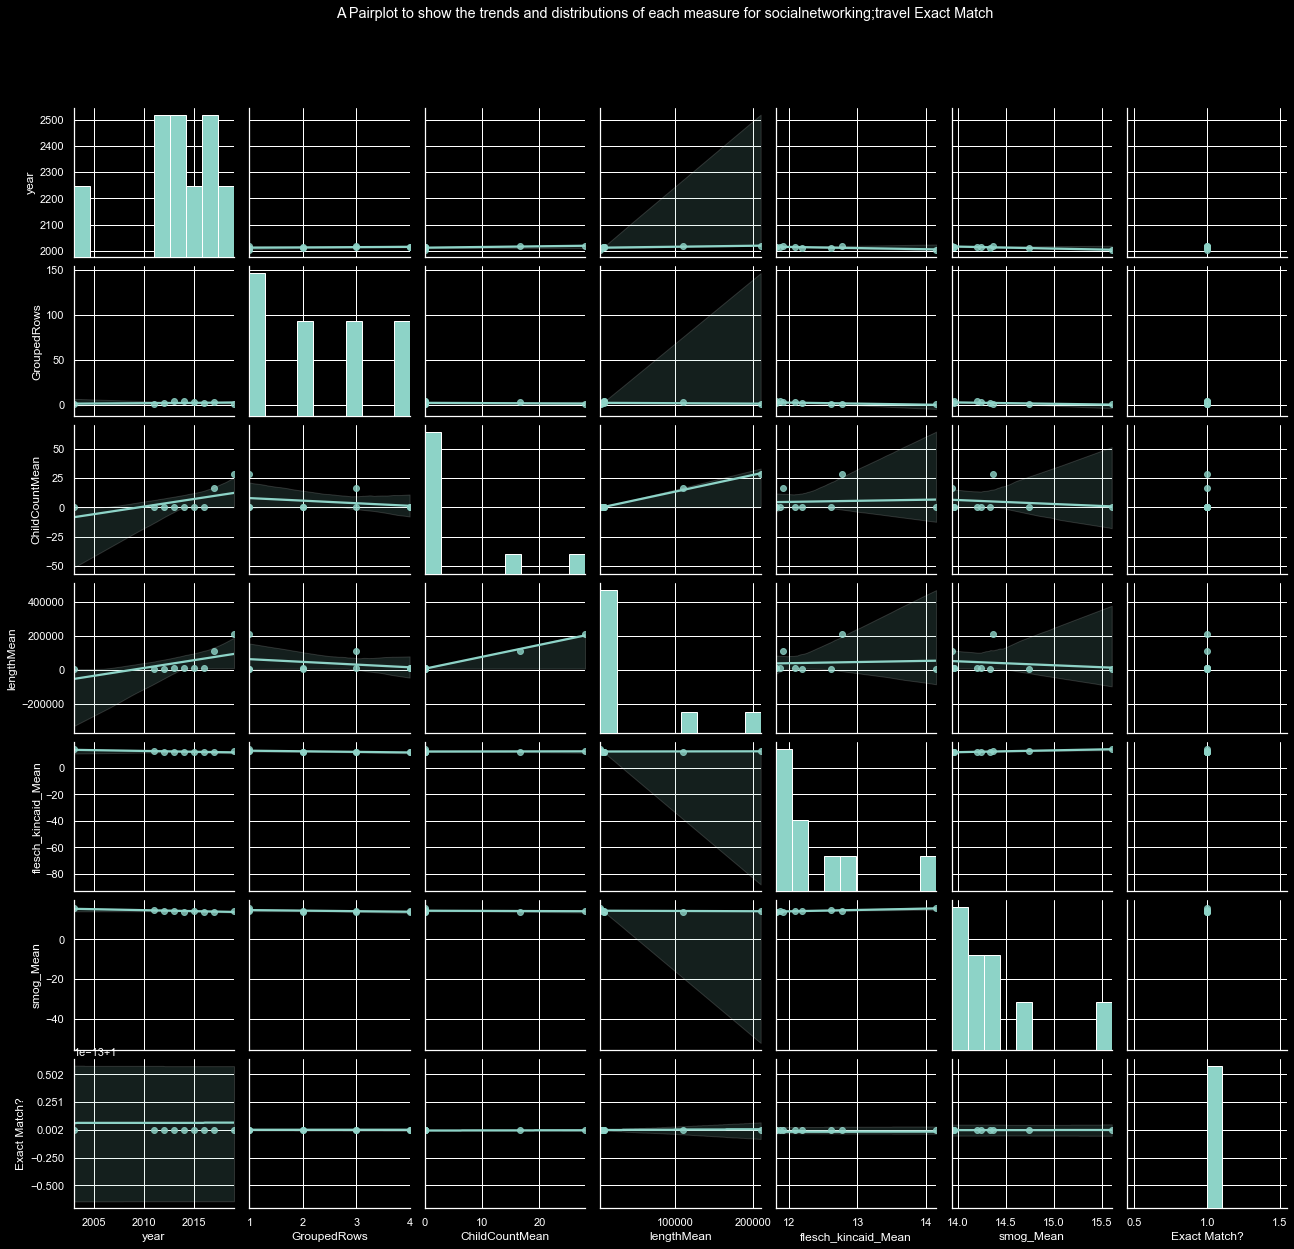 A Pairplot to show the trends and distributions of each measure for socialnetworking;travel Exact Match
2500
2400
2300
2200
2100
2000
year
150
100
50
0
GroupedRows
50
25
0
−25
−50
ChildCountMean
400000
200000
0
−200000
lengthMean
0
−20
−40
−60
−80
flesch_kincaid_Mean
0
−20
−40
smog_Mean
1e−13+1
0.502
0.251
0.002
−0.250
−0.500
Exact Match?
2005 2010 2015
1 2 3 4
0 10 20
100000 200000
12 13 14
14.0 14.5 15.0 15.5
0.5 1.0 1.5
year
GroupedRows
ChildCountMean
lengthMean
flesch_kincaid_Mean
smog_Mean
Exact Match?